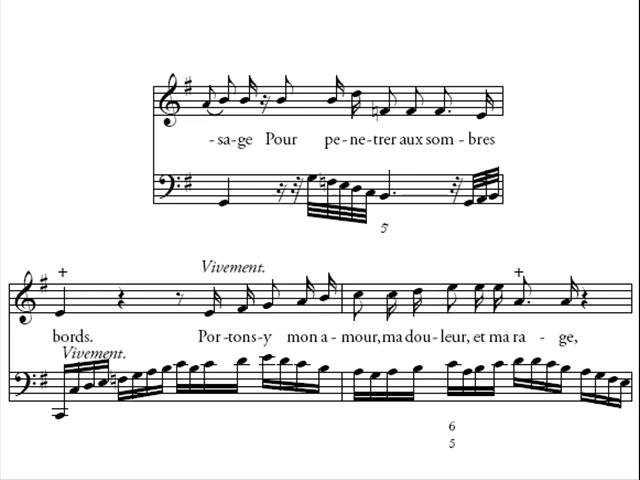 - sa - ge Pour pe - ne - trer aux som - bres
5
+ Vivement. +
bords. Por - tons - y mon a - mour, ma dou - leur, et ma ra - ge,
Vivement.
6
5